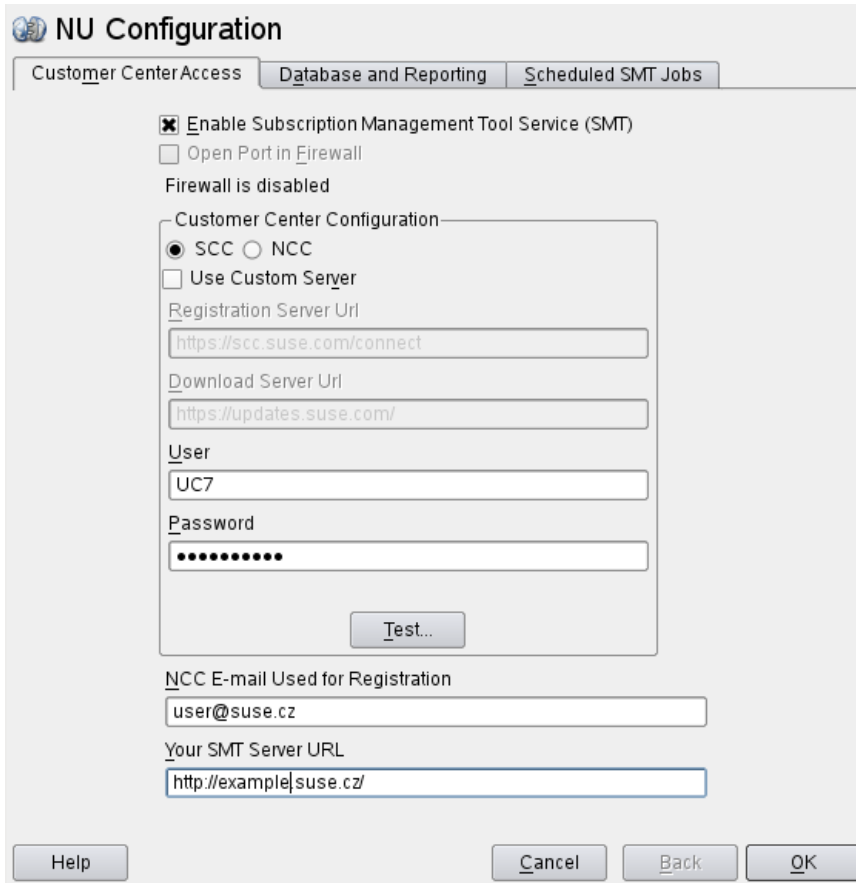 NU Configuration
Customer Center Access
Database and Reporting
Scheduled SMT Jobs
Enable Subscription Management Tool Service (SMT)
Open Port in Firewall
Firewall is disabled
Customer Center Configuration
SCC NCC
Use Custom Server
Registration Server Url
https://scc.suse.com/connect
Download Server Url
https://updates.suse.com/
User
UC7
Password
••••••••••
Test...
NCC E-mail Used for Registration
user@suse.cz
Your SMT Server URL
http://example.suse.cz/
Help
Cancel
Back
OK